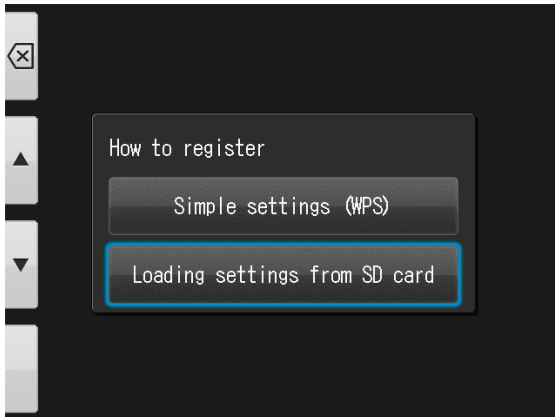 How to register
Simple settings (WPS)
Loading settings from SD card